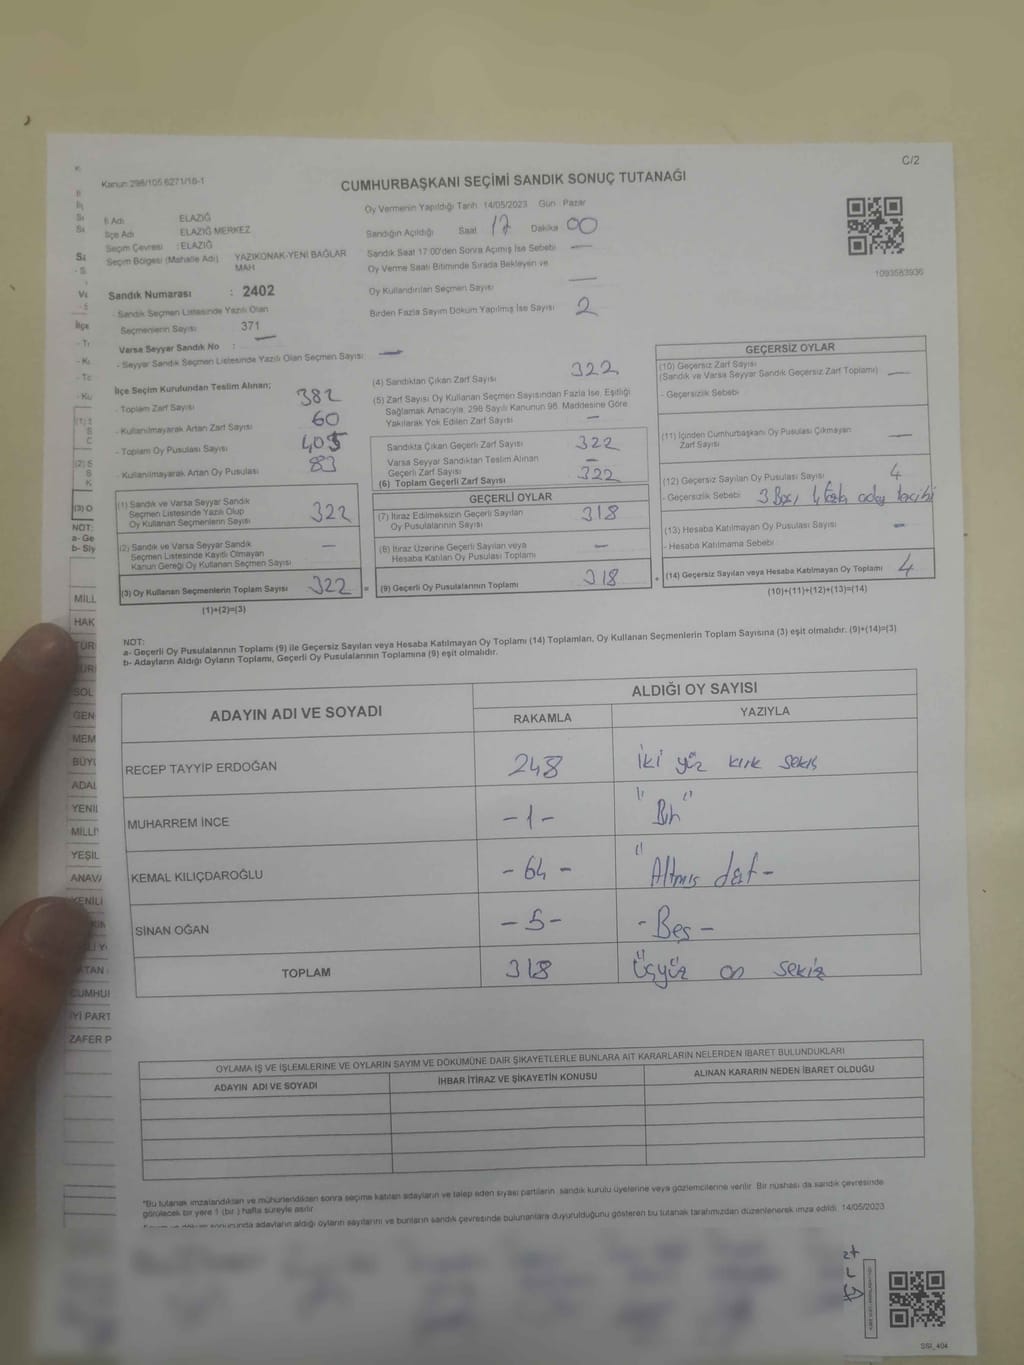 C/2
Kanun:298/105.6271/18-1
CUMHURBAŞKANI SEÇİMİ SANDIK SONUÇ TUTANAĞI
İl Adı ELAZIĞ
İlçe Adı ELAZIĞ MERKEZ
Seçim Çevresi : ELAZIĞ
Seçim Bölgesi (Mahalle Adı) YAZIKONAK-YENİ BAĞLAR
MAH
Sandık Numarası : 2402
- Sandık Seçmen Listesinde Yazılı Olan
Seçmenlerin Sayısı 371
Varsa Seyyar Sandık No : —
- Seyyar Sandık Seçmen Listesinde Yazılı Olan Seçmen Sayısı —
Oy Vermenin Yapıldığı Tarih 14/05/2023 Gün Pazar
Sandığın Açıldığı Saat 17 Dakika 00
Sandık Saat 17:00'den Sonra Açılmış İse Sebebi —
Oy Verme Saati Bitiminde Sırada Bekleyen ve
Oy Kullandırılan Seçmen Sayısı —
Birden Fazla Sayım Döküm Yapılmış İse Sayısı 2
1093583936
İlçe Seçim Kurulundan Teslim Alınan;
- Toplam Zarf Sayısı 382
- Kullanılmayarak Artan Zarf Sayısı 60
- Toplam Oy Pusulası Sayısı 405
- Kullanılmayarak Artan Oy Pusulası 83
(1) Sandık ve Varsa Seyyar Sandık
Seçmen Listesinde Yazılı Olup
Oy Kullanan Seçmenlerin Sayısı 322
(2) Sandık ve Varsa Seyyar Sandık
Seçmen Listesinde Kayıtlı Olmayan
Kanun Gereği Oy Kullanan Seçmen Sayısı —
(3) Oy Kullanan Seçmenlerin Toplam Sayısı 322
(1)+(2)=(3)
(4) Sandıktan Çıkan Zarf Sayısı 322
(5) Zarf Sayısı Oy Kullanan Seçmen Sayısından Fazla İse, Eşitliği
Sağlamak Amacıyla, 298 Sayılı Kanunun 98. Maddesine Göre
Yakılarak Yok Edilen Zarf Sayısı —
Sandıkta Çıkan Geçerli Zarf Sayısı 322
Varsa Seyyar Sandıktan Teslim Alınan
Geçerli Zarf Sayısı —
(6) Toplam Geçerli Zarf Sayısı 322
GEÇERLİ OYLAR
(7) İtiraz Edilmeksizin Geçerli Sayılan
Oy Pusulalarının Sayısı 318
(8) İtiraz Üzerine Geçerli Sayılan veya
Hesaba Katılan Oy Pusulası Toplamı —
= (9) Geçerli Oy Pusulalarının Toplamı 318
GEÇERSİZ OYLAR
(10) Geçersiz Zarf Sayısı
(Sandık ve Varsa Seyyar Sandık Geçersiz Zarf Toplamı) —
- Geçersizlik Sebebi
(11) İçinden Cumhurbaşkanı Oy Pusulası Çıkmayan
Zarf Sayısı —
(12) Geçersiz Sayılan Oy Pusulası Sayısı 4
- Geçersizlik Sebebi 3 Boş, 1 fazla aday tercihi
(13) Hesaba Katılmayan Oy Pusulası Sayısı —
- Hesaba Katılmama Sebebi
+ (14) Geçersiz Sayılan veya Hesaba Katılmayan Oy Toplamı 4
(10)+(11)+(12)+(13)=(14)
NOT:
a- Geçerli Oy Pusulalarının Toplamı (9) ile Geçersiz Sayılan veya Hesaba Katılmayan Oy Toplamı (14) Toplamları, Oy Kullanan Seçmenlerin Toplam Sayısına (3) eşit olmalıdır. (9)+(14)=(3)
b- Adayların Aldığı Oyların Toplamı, Geçerli Oy Pusulalarının Toplamına (9) eşit olmalıdır.
ADAYIN ADI VE SOYADI ALDIĞI OY SAYISI
RAKAMLA YAZIYLA
RECEP TAYYİP ERDOĞAN 248 İki yüz kırk sekiz
MUHARREM İNCE -1- "Bir"
KEMAL KILIÇDAROĞLU -64- "Altmış dört-
SİNAN OĞAN -5- -Beş-
TOPLAM 318 Üçyüz on sekiz
OYLAMA İŞ VE İŞLEMLERİNE VE OYLARIN SAYIM VE DÖKÜMÜNE DAİR ŞİKAYETLERLE BUNLARA AİT KARARLARIN NELERDEN İBARET BULUNDUKLARI
ADAYIN ADI VE SOYADI İHBAR İTİRAZ VE ŞİKAYETİN KONUSU ALINAN KARARIN NEDEN İBARET OLDUĞU
"Bu tutanak imzalandıktan ve mühürlendikten sonra seçime katılan adayların ve talep eden siyasi partilerin sandık kurulu üyelerine veya gözlemcilerine verilir. Bir nüshası da sandık çevresinde
görülecek bir yere 1 (bir ) hafta süreyle asılır.
sonucunda adayların aldığı oyların sayılarını ve bunların sandık çevresinde bulunanlara duyurulduğunu gösteren bu tutanak tarafımızdan düzenlenerek imza edildi. 14/05/2023
SSI_404
MİLL
HAK
TÜRİ
SOL
GEN
MEM
BÜYÜ
ADAL
YENİ
MİLLİ
YEŞİL
ANAVA
YENİLİ
CUMHU
İYİ PART
ZAFER P